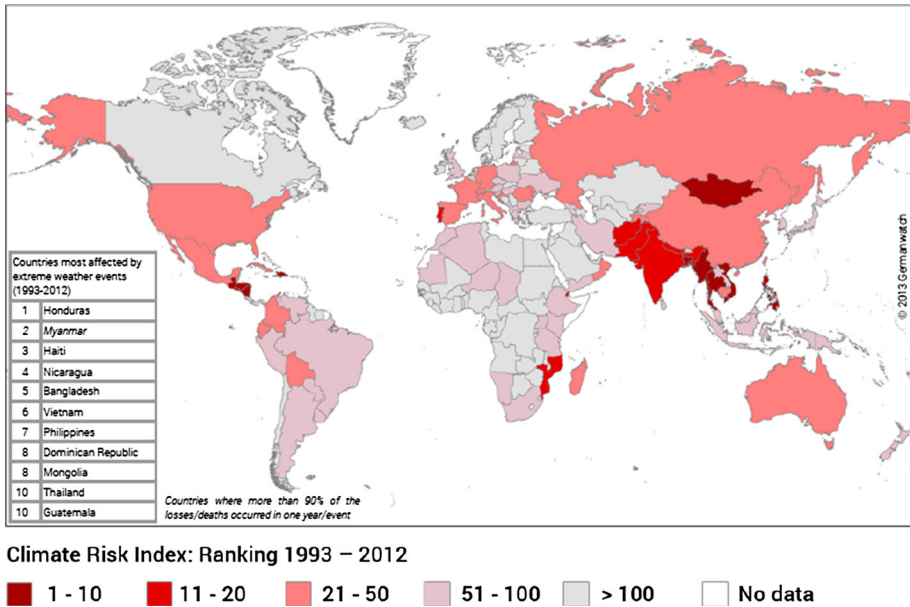 Countries most affected by
extreme weather events
(1993-2012)
1 Honduras
2 Myanmar
3 Haiti
4 Nicaragua
5 Bangladesh
6 Vietnam
7 Philippines
8 Dominican Republic
8 Mongolia
10 Thailand
10 Guatemala
Countries where more than 90% of the
losses/deaths occurred in one year/event
© 2013 Germanwatch
Climate Risk Index: Ranking 1993 – 2012
1 - 10 11 - 20 21 - 50 51 - 100 > 100 No data